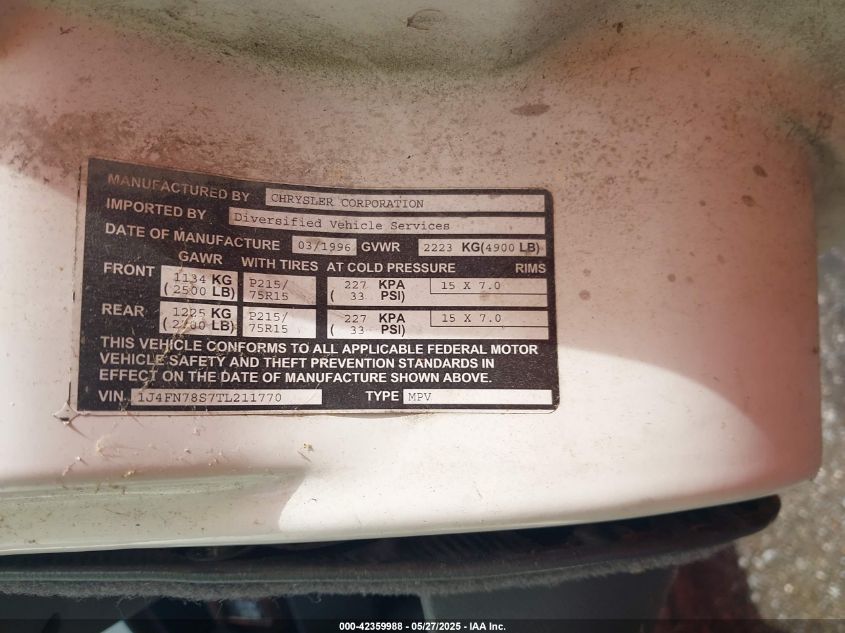 MANUFACTURED BY CHRYSLER CORPORATION
IMPORTED BY Diversified Vehicle Services
DATE OF MANUFACTURE 03/1996 GVWR 2223 KG(4900 LB)
GAWR WITH TIRES AT COLD PRESSURE RIMS
FRONT 1134 KG P215/ 227 KPA 15 X 7.0
( 2500 LB) 75R15 ( 33 PSI)
REAR 1225 KG P215/ 227 KPA 15 X 7.0
( 2700 LB) 75R15 ( 33 PSI)
THIS VEHICLE CONFORMS TO ALL APPLICABLE FEDERAL MOTOR
VEHICLE SAFETY AND THEFT PREVENTION STANDARDS IN
EFFECT ON THE DATE OF MANUFACTURE SHOWN ABOVE.
VIN 1J4FN78S7TL211770 TYPE MPV
000-42359988 - 05/27/2025 - IAA Inc.